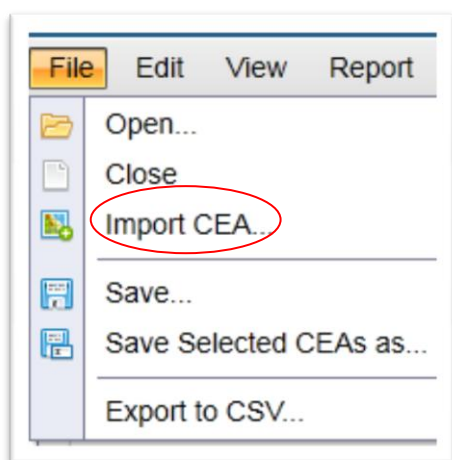 File Edit View Report
Open...
Close
Import CEA...
Save...
Save Selected CEAs as...
Export to CSV...